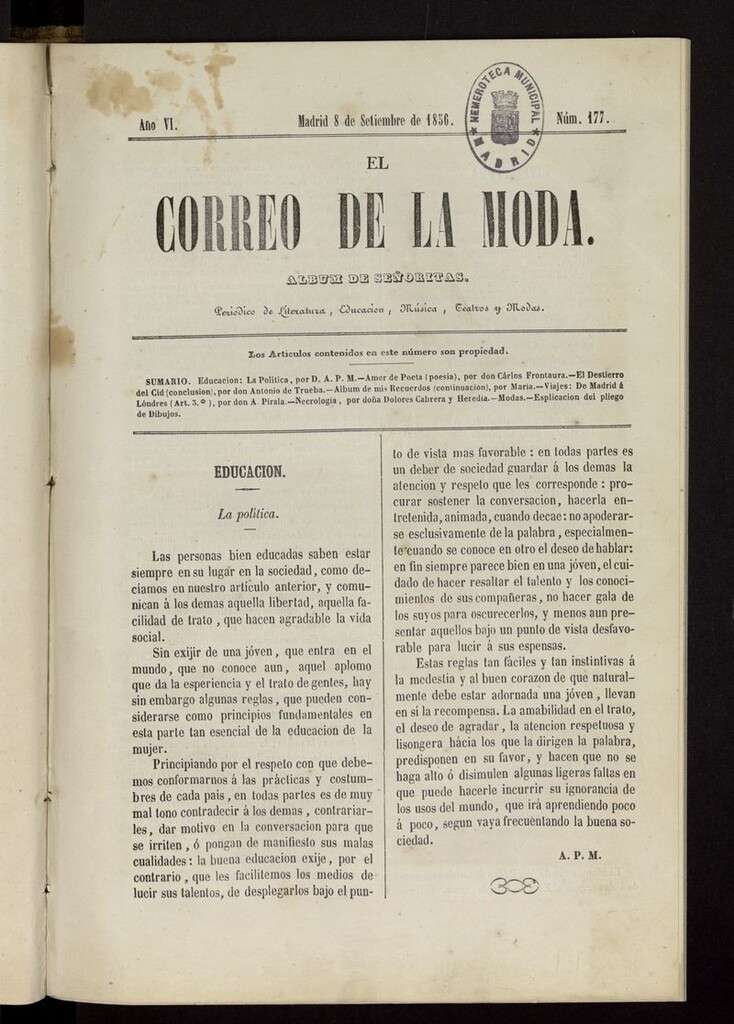 Año VI.
Madrid 8 de Setiembre de 1856.
Núm. 177.
HEMEROTECA MUNICIPAL
MADRID
EL
CORREO DE LA MODA.
ALBUM DE SEÑORITAS.
Periódico de Literatura, Educacion, Música, Teatros y Modas.
Los Articulos contenidos en este número son propiedad.
SUMARIO. Educacion: La Politica, por D. A. P. M.—Amor de Poeta (poesia), por don Cárlos Frontaura.—El Destierro
del Cid (conclusion), por don Antonio de Trueba.—Album de mis Recuerdos (continuacion), por Maria.—Viajes: De Madrid á
Lóndres (Art. 3.º), por don A. Pirala.—Necrologia, por doña Dolores Cabrera y Heredia.—Modas.—Esplicacion del pliego
de Dibujos.
EDUCACION.
La politica.
Las personas bien educadas saben estar
siempre en su lugar en la sociedad, como de-
ciamos en nuestro articulo anterior, y comu-
nican á los demas aquella libertad, aquella fa-
cilidad de trato, que hacen agradable la vida
social.
Sin exijir de una jóven, que entra en el
mundo, que no conoce aun, aquel aplomo
que da la esperiencia y el trato de gentes, hay
sin embargo algunas reglas, que pueden con-
siderarse como principios fundamentales en
esta parte tan esencial de la educacion de la
mujer.
Principiando por el respeto con que debe-
mos conformarnos á las prácticas y costum-
bres de cada pais, en todas partes es de muy
mal tono contradecir á los demas, contrariar-
les, dar motivo en la conversacion para que
se irriten, ó pongan de manifiesto sus malas
cualidades: la buena educacion exije, por el
contrario, que les facilitemos los medios de
lucir sus talentos, de desplegarlos bajo el pun-
to de vista mas favorable: en todas partes es
un deber de sociedad guardar á los demas la
atencion y respeto que les corresponde: pro-
curar sostener la conversacion, hacerla en-
tretenida, animada, cuando decae: no apoderar-
se esclusivamente de la palabra, especialmen-
te cuando se conoce en otro el deseo de hablar:
en fin siempre parece bien en una jóven, el cui-
dado de hacer resaltar el talento y los conoci-
mientos de sus compañeras, no hacer gala de
los suyos para oscurecerlos, y menos aun pre-
sentar aquellos bajo un punto de vista desfavo-
rable para lucir á sus espensas.
Estas reglas tan fáciles y tan instintivas á
la modestia y al buen corazon de que natural-
mente debe estar adornada una jóven, llevan
en sí la recompensa. La amabilidad en el trato,
el deseo de agradar, la atencion respetuosa y
lisongera hácia los que la dirigen la palabra,
predisponen en su favor, y hacen que no se
haga alto ó disimulen algunas ligeras faltas en
que puede hacerle incurrir su ignorancia de
los usos del mundo, que irá aprendiendo poco
á poco, segun vaya frecuentando la buena so-
ciedad.
A. P. M.